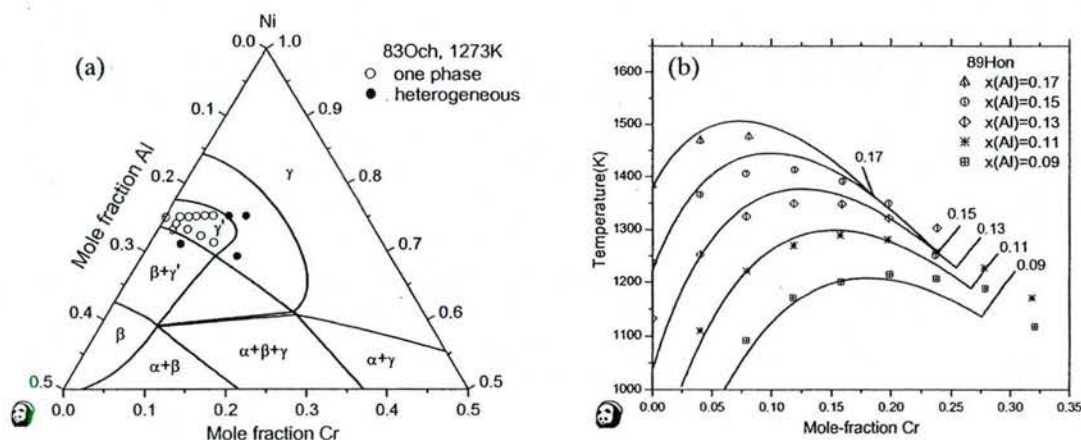 (a)
Ni
0.0 1.0
83Och, 1273K
one phase
heterogeneous
0.1
0.9
0.2
γ
0.8
Mole fraction Al
γ'
0.3
0.7
β+γ'
0.4
0.6
β
α+β
α+β+γ
α+γ
0.5
0.5
0.0 0.1 0.2 0.3 0.4 0.5
Mole fraction Cr
(b)
89Hon
x(Al)=0.17
x(Al)=0.15
x(Al)=0.13
x(Al)=0.11
x(Al)=0.09
1600
1500
1400
1300
1200
1100
1000
Temperature(K)
0.17
0.15
0.13
0.11
0.09
0.00 0.05 0.10 0.15 0.20 0.25 0.30 0.35
Mole-fraction Cr